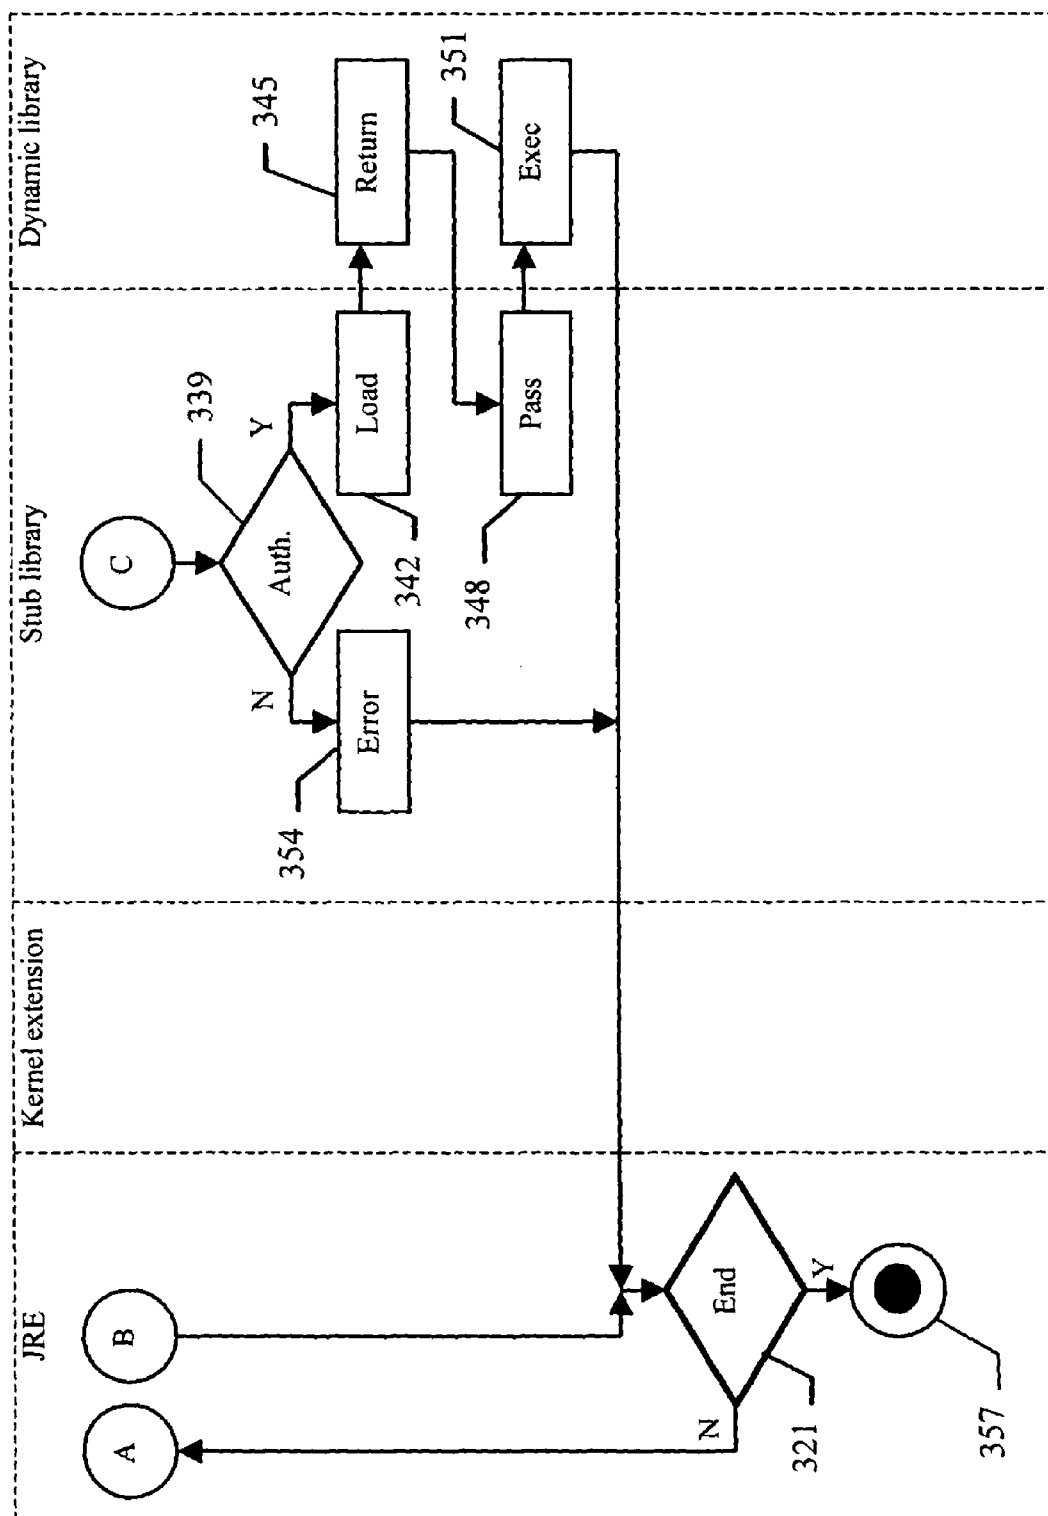 JRE
Kernel extension
Stub library
Dynamic library
A
B
C
339
Auth.
N
Y
354
Error
Load
342
345
Return
348
Pass
351
Exec
N
End
321
Y
357